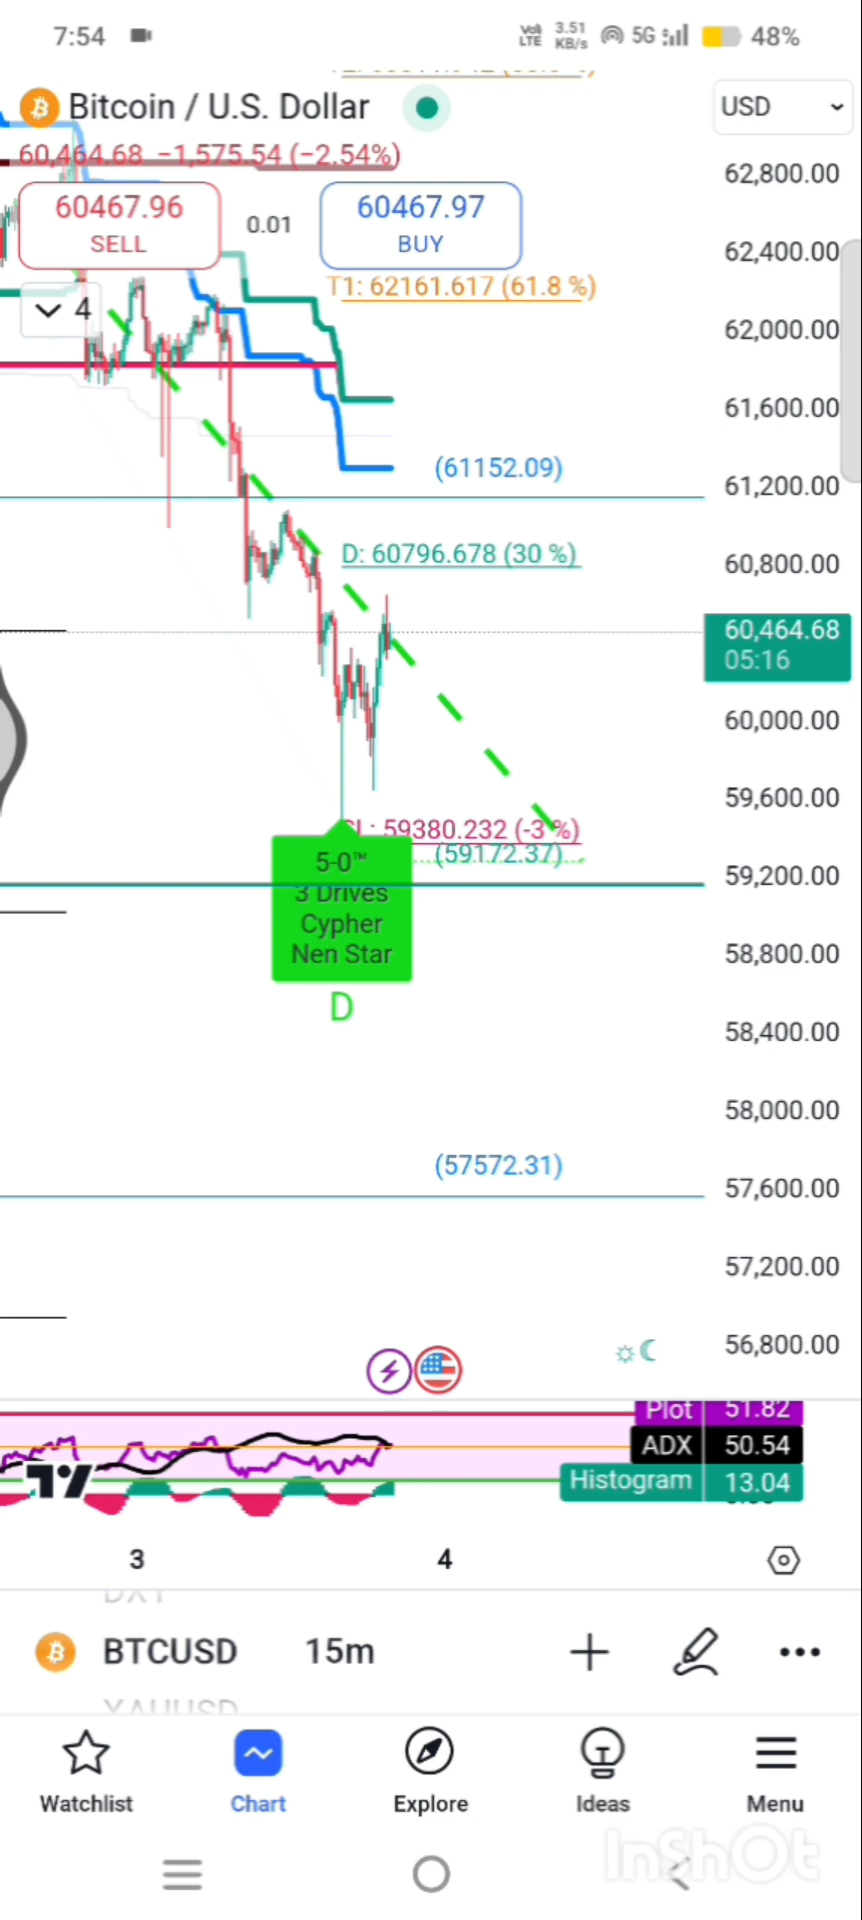 7:54
Vo)) LTE 3.51 KB/s 5G 48%
Bitcoin / U.S. Dollar
USD
60,464.68 −1,575.54 (−2.54%)
62,800.00
60467.96
SELL
0.01
60467.97
BUY
62,400.00
T1: 62161.617 (61.8 %)
4
62,000.00
61,600.00
(61152.09)
61,200.00
D: 60796.678 (30 %)
60,800.00
60,464.68
05:16
60,000.00
59,600.00
SL: 59380.232 (-3 %)
(59172.37)
59,200.00
5-0™
3 Drives
Cypher
Nen Star
D
58,800.00
58,400.00
58,000.00
(57572.31)
57,600.00
57,200.00
56,800.00
Plot 51.82
ADX 50.54
Histogram 13.04
3 4
DXY
BTCUSD 15m
XAUUSD
Watchlist Chart Explore Ideas Menu
InShOt